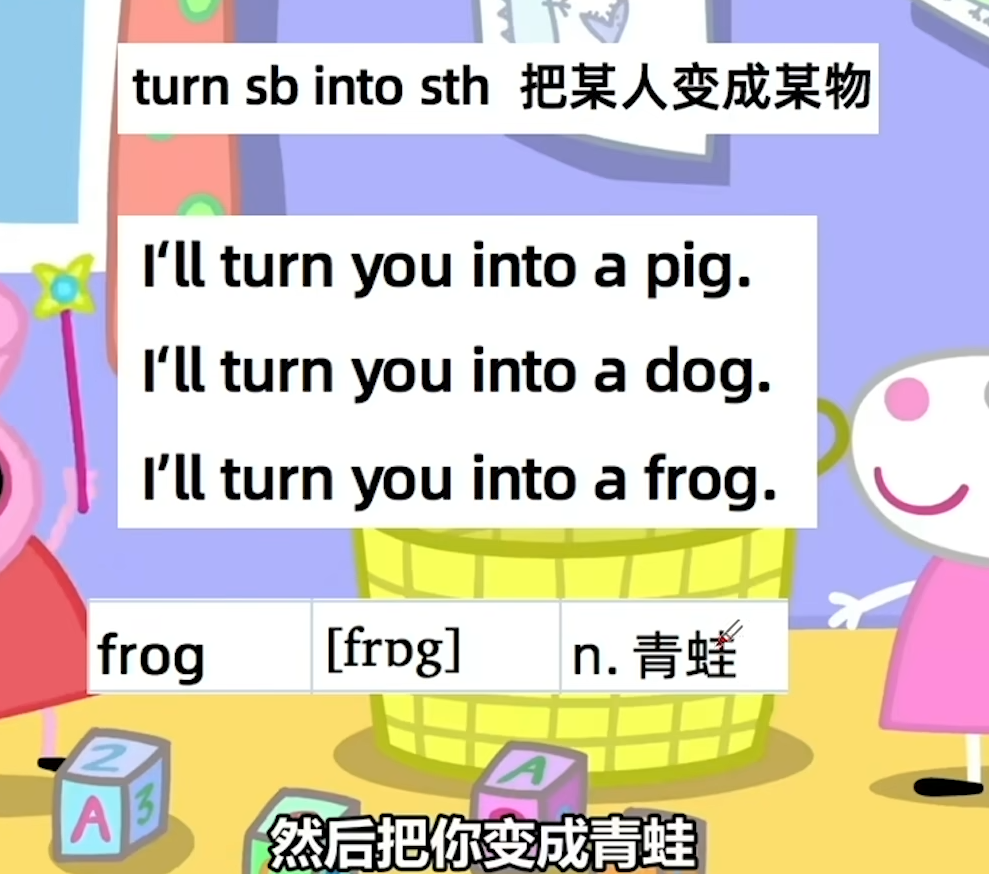 turn sb into sth 把某人变成某物
I‘ll turn you into a pig.
I‘ll turn you into a dog.
I’ll turn you into a frog.
frog [frɒg] n. 青蛙
2
A 3
A
然后把你变成青蛙